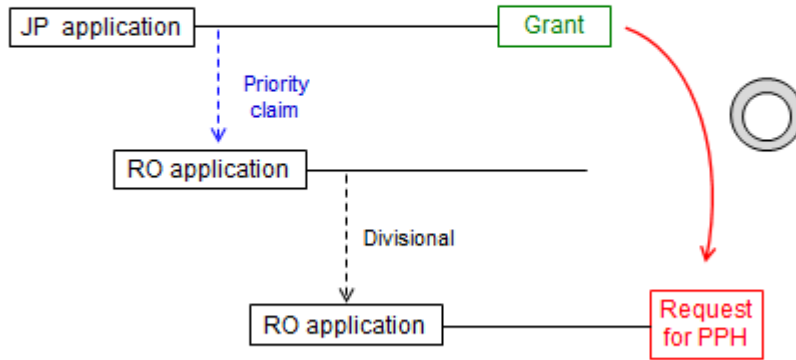 JP application
Grant
Priority
claim
RO application
Divisional
RO application
Request
for PPH